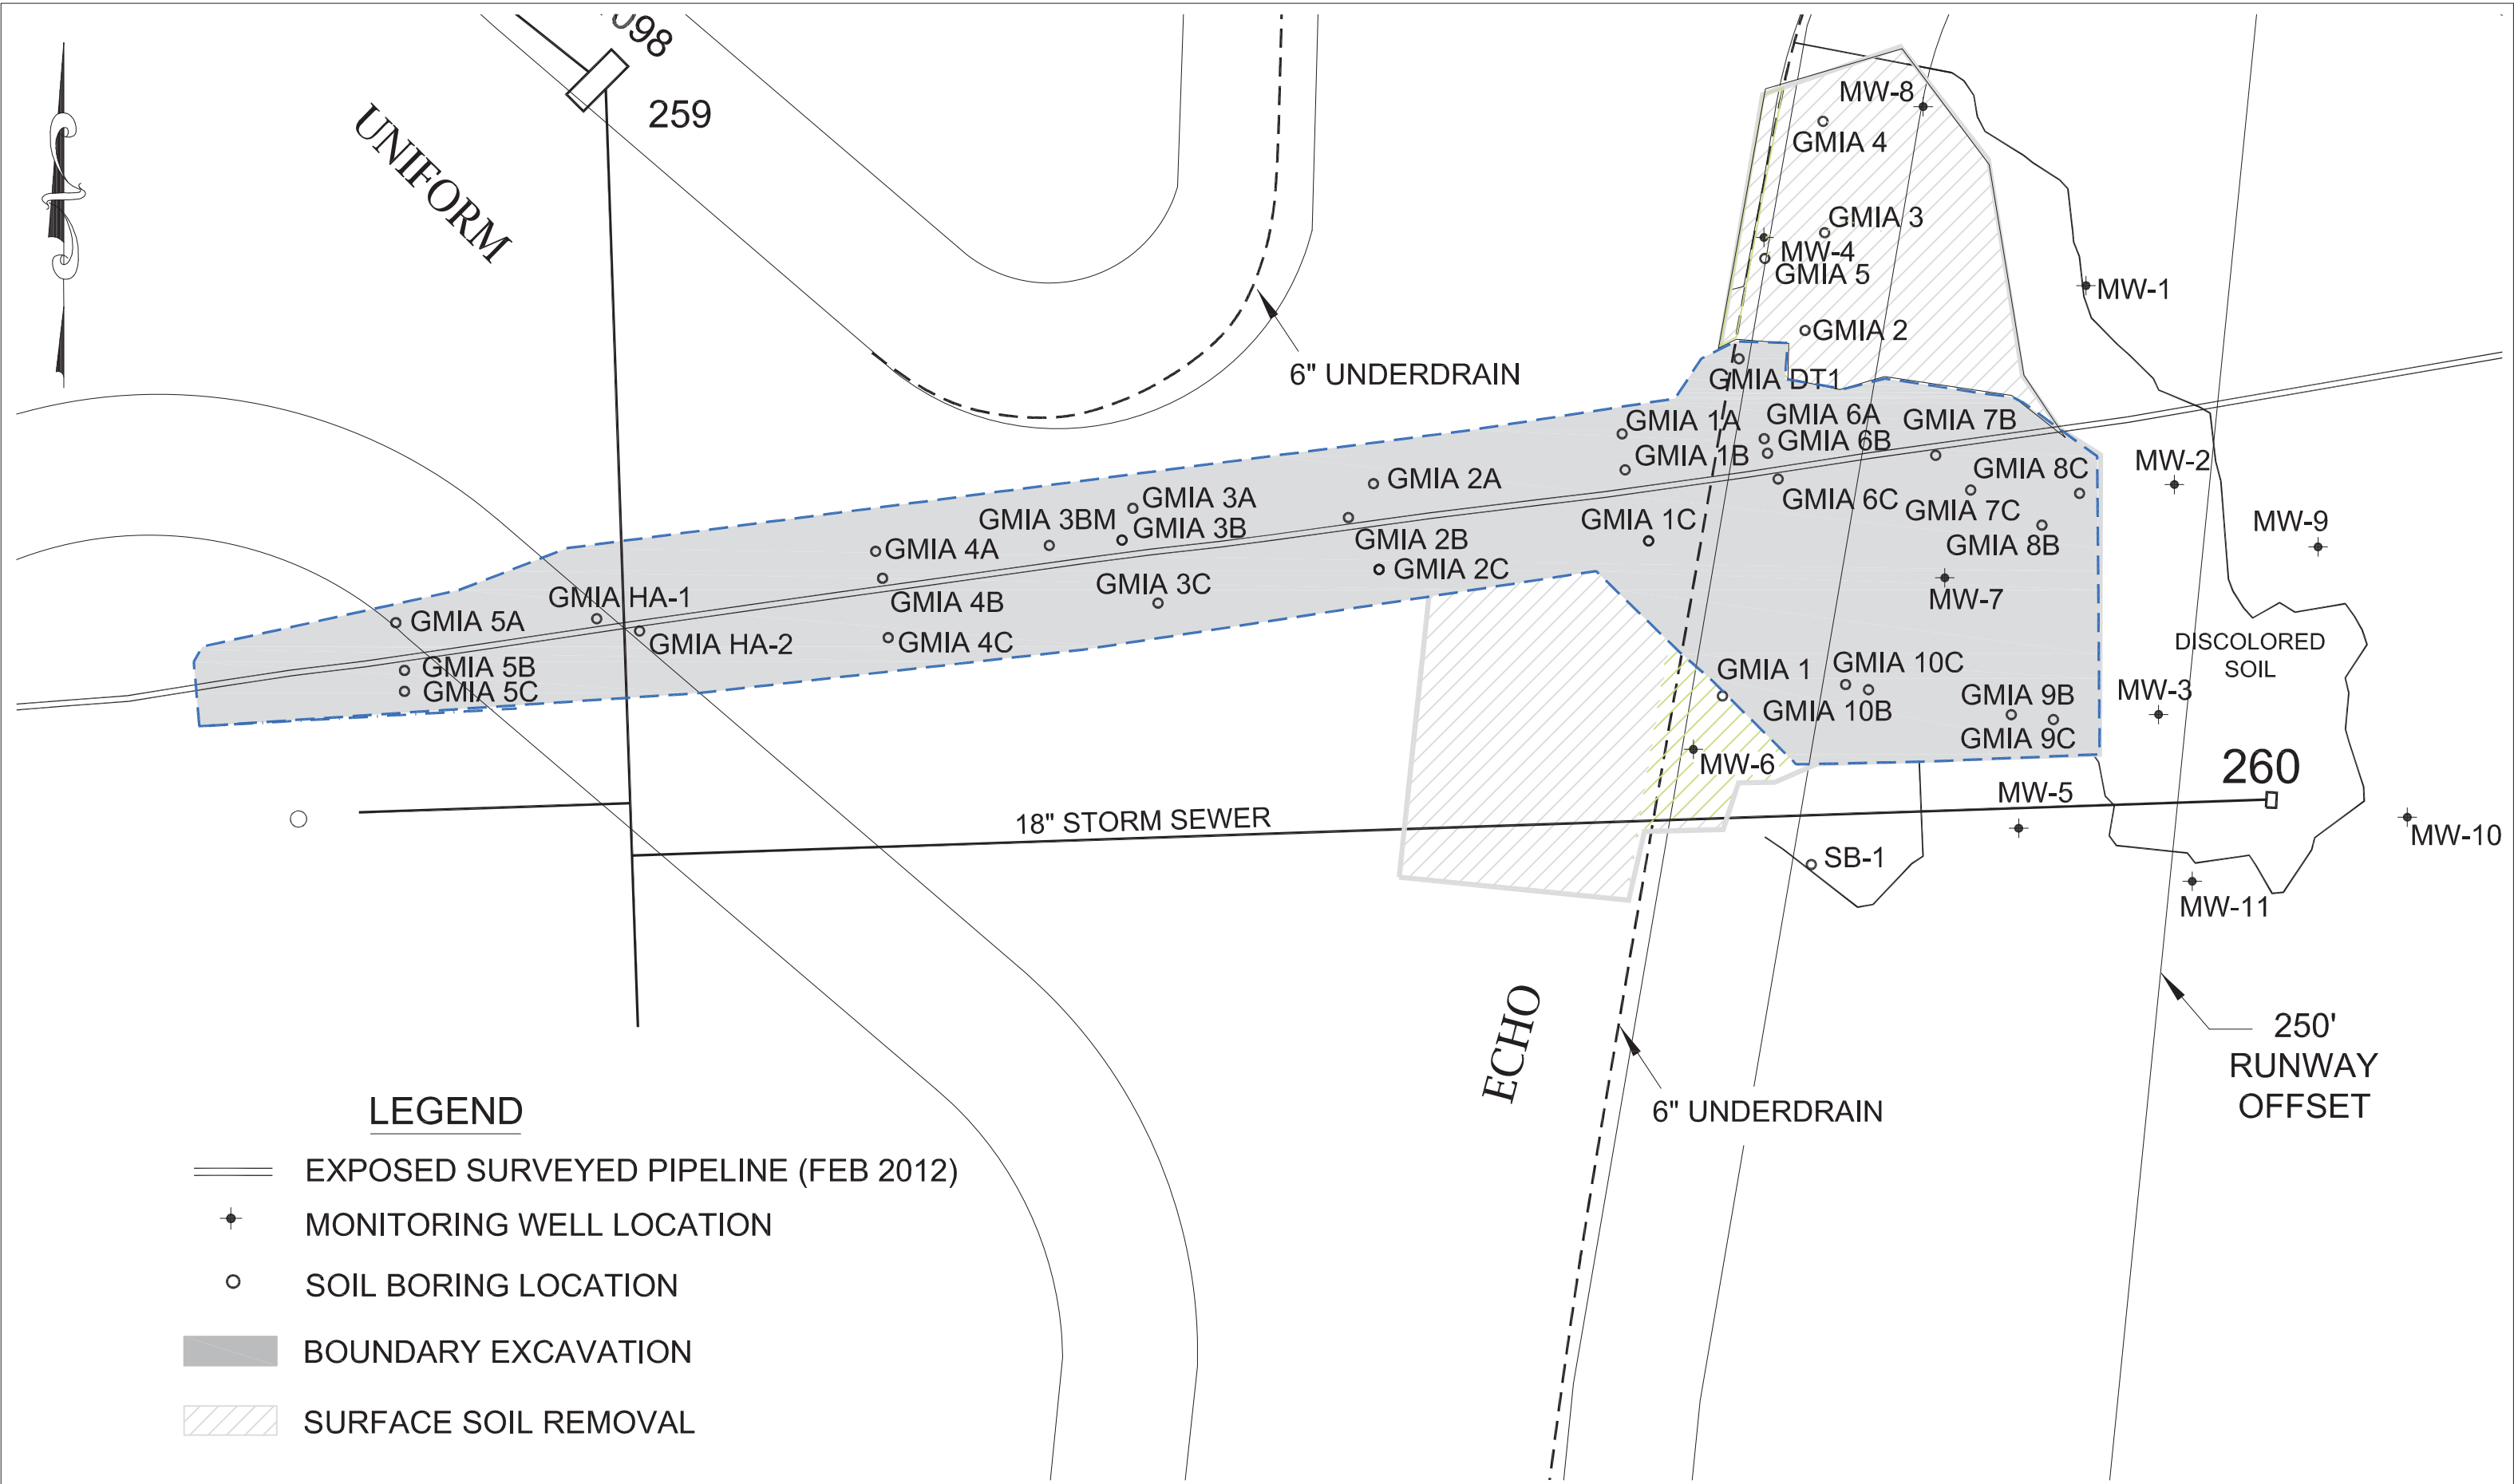 098
259
UNIFORM
MW-8
GMIA 4
GMIA 3
MW-4
GMIA 5
MW-1
GMIA 2
6" UNDERDRAIN
GMIA DT1
GMIA 1A
GMIA 6A
GMIA 7B
GMIA 6B
GMIA 1B
GMIA 8C
MW-2
GMIA 2A
GMIA 3A
GMIA 6C
GMIA 7C
GMIA 3BM
GMIA 3B
GMIA 1C
MW-9
GMIA 2B
GMIA 8B
GMIA 4A
GMIA 2C
GMIA 3C
GMIA HA-1
GMIA 4B
MW-7
GMIA 5A
GMIA HA-2
GMIA 4C
DISCOLORED
SOIL
GMIA 5B
GMIA 5C
GMIA 1
GMIA 10C
GMIA 9B
MW-3
GMIA 10B
GMIA 9C
MW-6
260
MW-5
18" STORM SEWER
MW-10
SB-1
MW-11
ECHO
250'
RUNWAY
OFFSET
6" UNDERDRAIN
LEGEND
EXPOSED SURVEYED PIPELINE (FEB 2012)
MONITORING WELL LOCATION
SOIL BORING LOCATION
BOUNDARY EXCAVATION
SURFACE SOIL REMOVAL